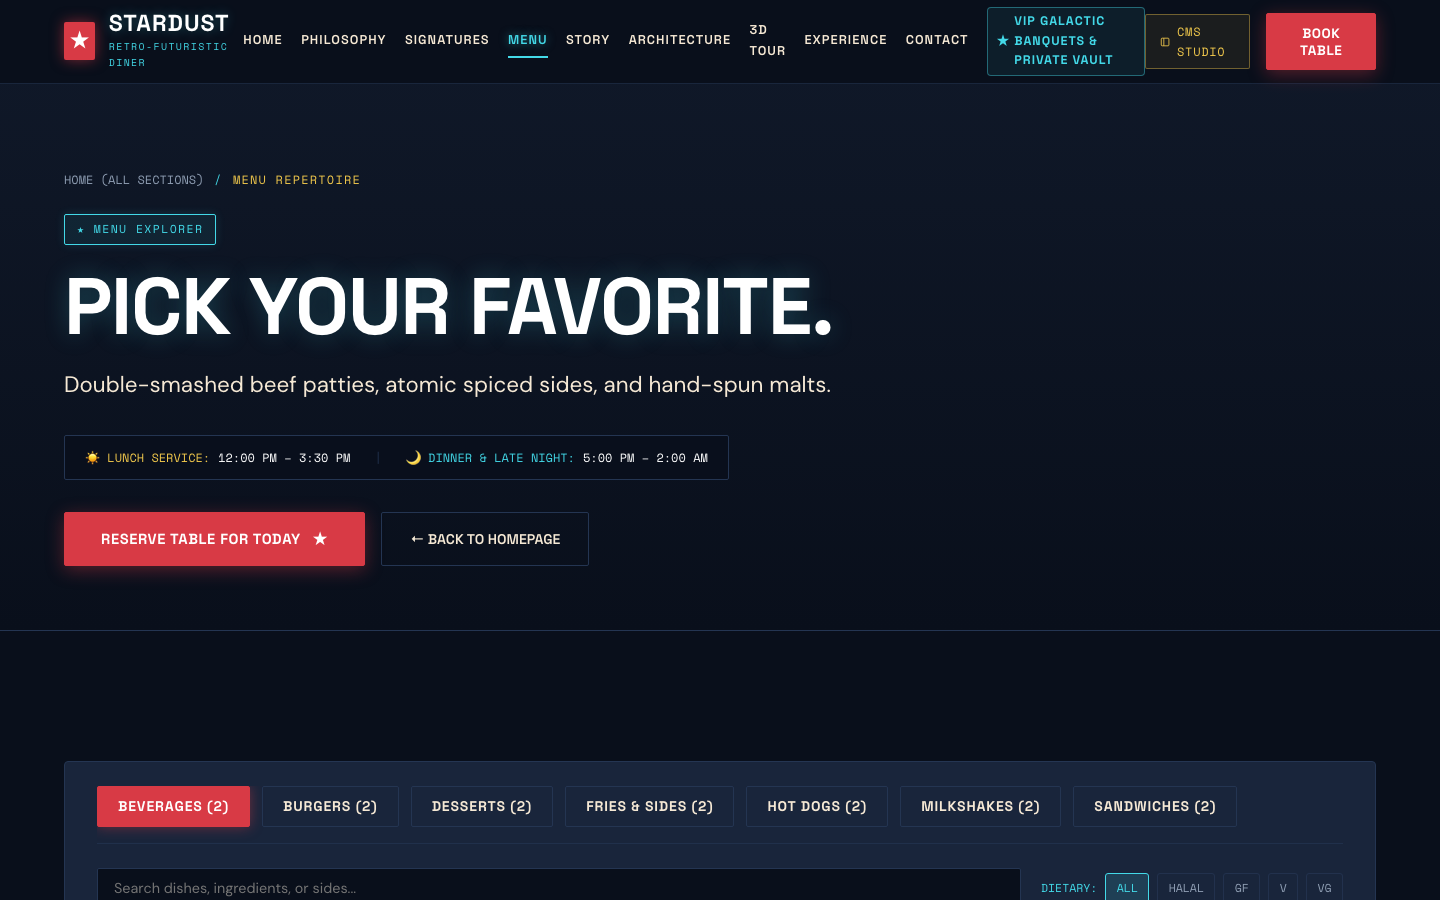 STARDUST
RETRO-FUTURISTIC
DINER
HOME
PHILOSOPHY
SIGNATURES
MENU
STORY
ARCHITECTURE
3D
TOUR
EXPERIENCE
CONTACT
VIP GALACTIC
★ BANQUETS &
PRIVATE VAULT
CMS
STUDIO
BOOK
TABLE
HOME (ALL SECTIONS) / MENU REPERTOIRE
★ MENU EXPLORER
PICK YOUR FAVORITE.
Double-smashed beef patties, atomic spiced sides, and hand-spun malts.
☀️ LUNCH SERVICE: 12:00 PM – 3:30 PM | 🌙 DINNER & LATE NIGHT: 5:00 PM – 2:00 AM
RESERVE TABLE FOR TODAY ★
← BACK TO HOMEPAGE
BEVERAGES (2)
BURGERS (2)
DESSERTS (2)
FRIES & SIDES (2)
HOT DOGS (2)
MILKSHAKES (2)
SANDWICHES (2)
Search dishes, ingredients, or sides...
DIETARY: ALL HALAL GF V VG